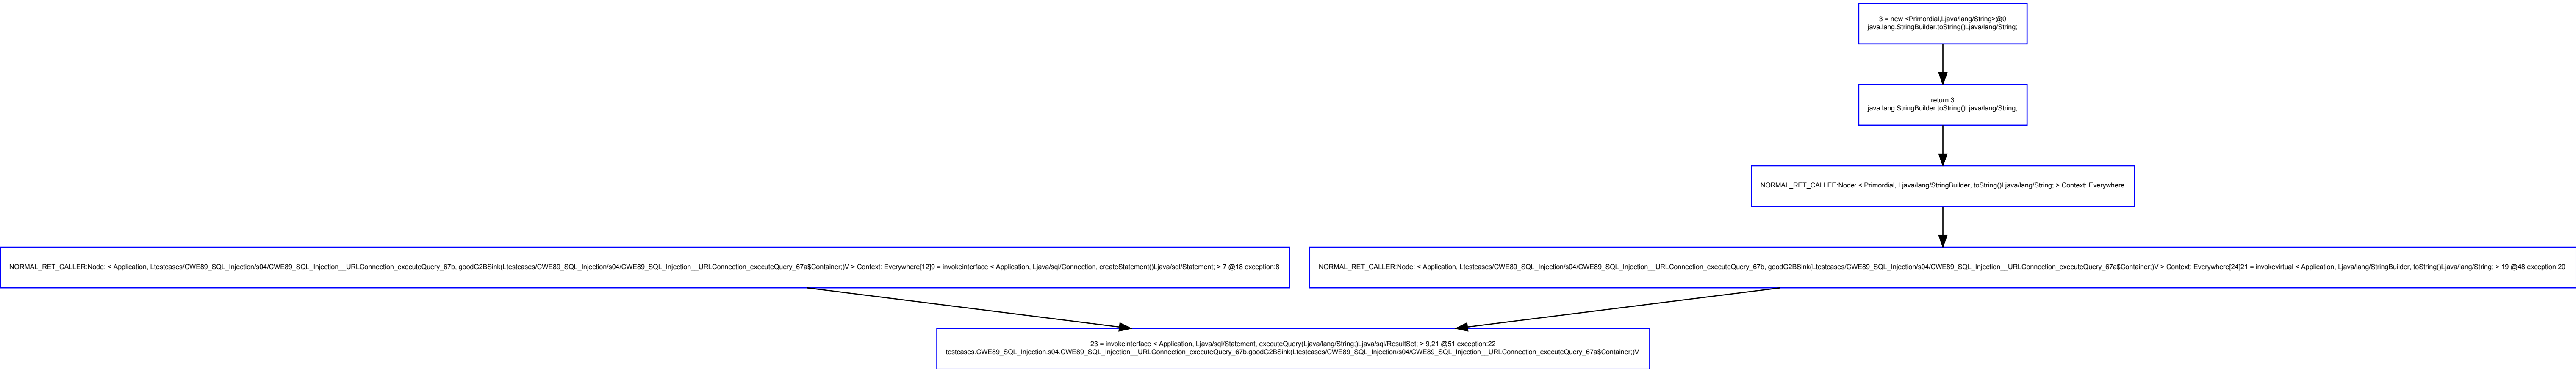 3 = new <Primordial,Ljava/lang/String>@0
java.lang.StringBuilder.toString()Ljava/lang/String;
return 3
java.lang.StringBuilder.toString()Ljava/lang/String;
NORMAL_RET_CALLEE:Node: < Primordial, Ljava/lang/StringBuilder, toString()Ljava/lang/String; > Context: Everywhere
NORMAL_RET_CALLER:Node: < Application, Ltestcases/CWE89_SQL_Injection/s04/CWE89_SQL_Injection__URLConnection_executeQuery_67b, goodG2BSink(Ltestcases/CWE89_SQL_Injection/s04/CWE89_SQL_Injection__URLConnection_executeQuery_67a$Container;)V > Context: Everywhere[12]9 = invokeinterface < Application, Ljava/sql/Connection, createStatement()Ljava/sql/Statement; > 7 @18 exception:8
NORMAL_RET_CALLER:Node: < Application, Ltestcases/CWE89_SQL_Injection/s04/CWE89_SQL_Injection__URLConnection_executeQuery_67b, goodG2BSink(Ltestcases/CWE89_SQL_Injection/s04/CWE89_SQL_Injection__URLConnection_executeQuery_67a$Container;)V > Context: Everywhere[24]21 = invokevirtual < Application, Ljava/lang/StringBuilder, toString()Ljava/lang/String; > 19 @48 exception:20
23 = invokeinterface < Application, Ljava/sql/Statement, executeQuery(Ljava/lang/String;)Ljava/sql/ResultSet; > 9,21 @51 exception:22
testcases.CWE89_SQL_Injection.s04.CWE89_SQL_Injection__URLConnection_executeQuery_67b.goodG2BSink(Ltestcases/CWE89_SQL_Injection/s04/CWE89_SQL_Injection__URLConnection_executeQuery_67a$Container;)V